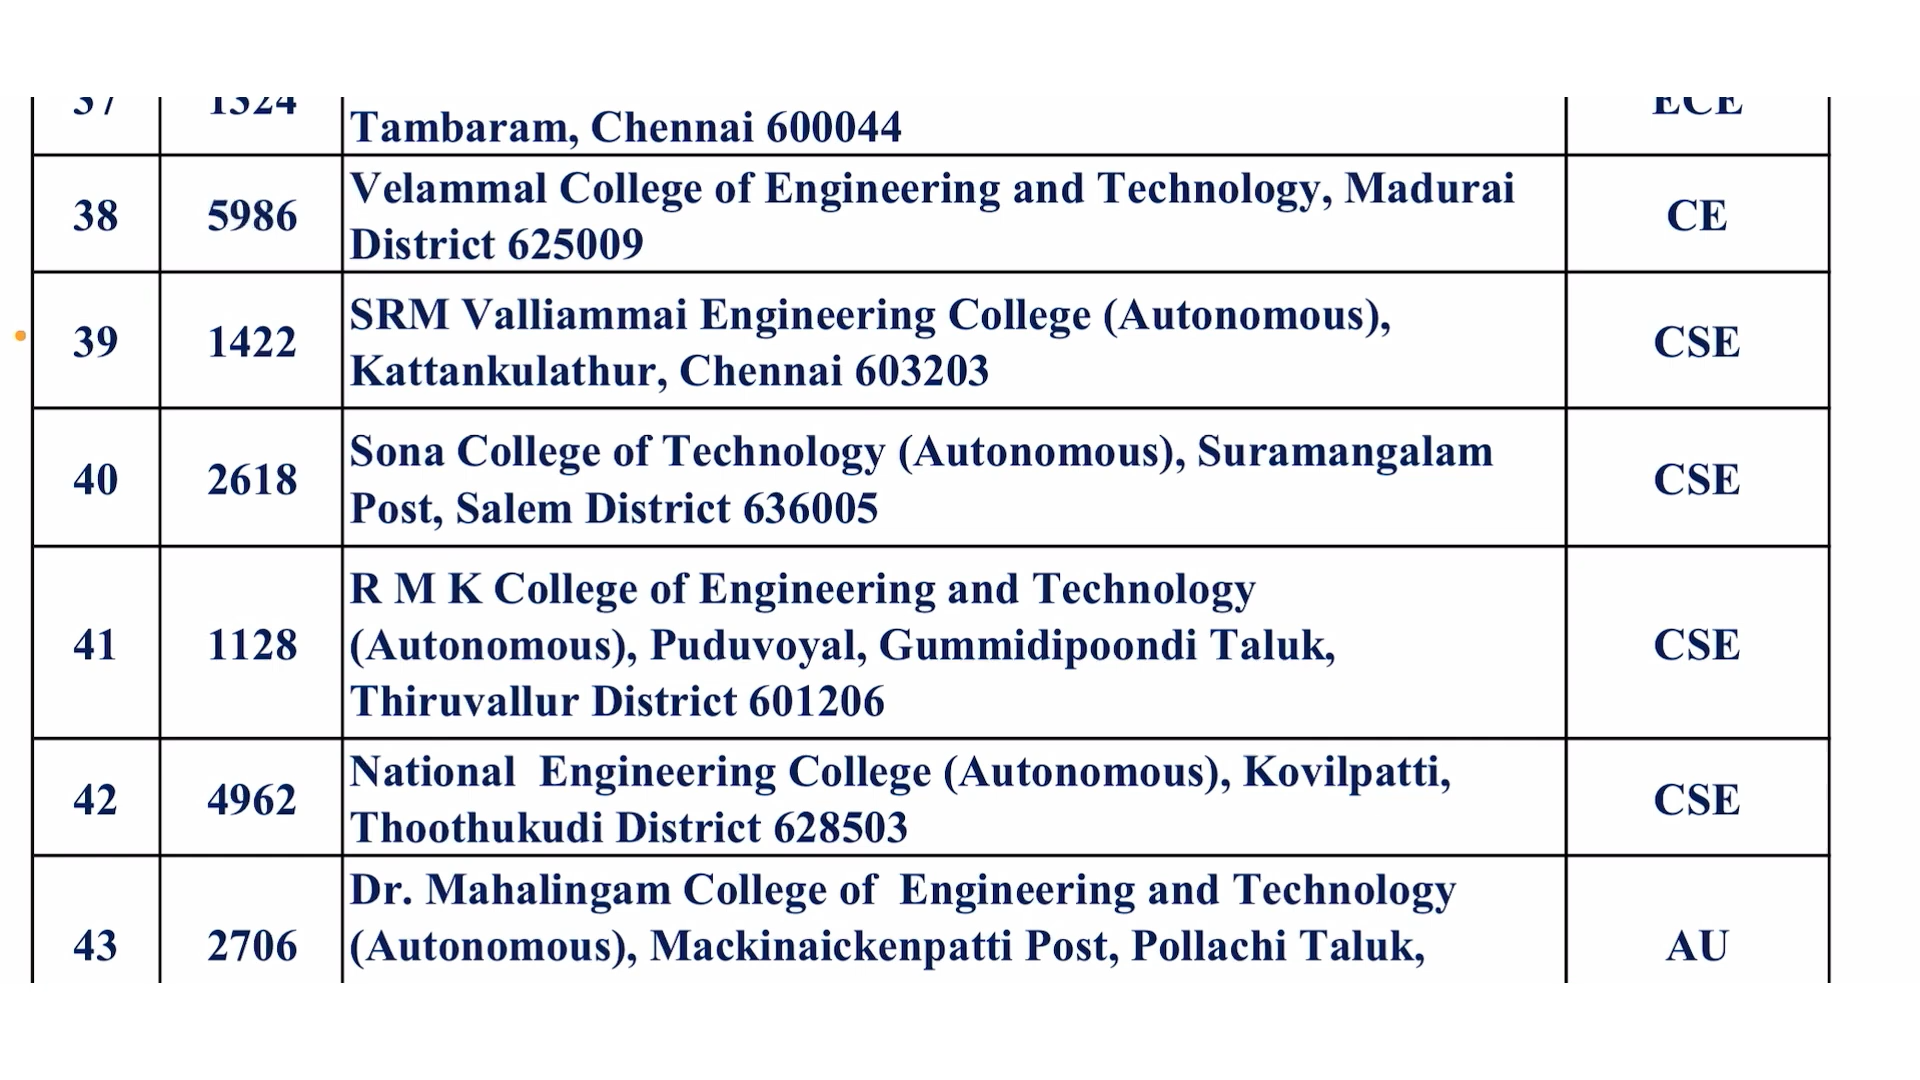 37 1324 Tambaram, Chennai 600044 ECE
38 5986 Velammal College of Engineering and Technology, Madurai
District 625009 CE
39 1422 SRM Valliammai Engineering College (Autonomous),
Kattankulathur, Chennai 603203 CSE
40 2618 Sona College of Technology (Autonomous), Suramangalam
Post, Salem District 636005 CSE
R M K College of Engineering and Technology
41 1128 (Autonomous), Puduvoyal, Gummidipoondi Taluk, CSE
Thiruvallur District 601206
42 4962 National  Engineering College (Autonomous), Kovilpatti,
Thoothukudi District 628503 CSE
Dr. Mahalingam College of  Engineering and Technology
43 2706 (Autonomous), Mackinaickenpatti Post, Pollachi Taluk, AU